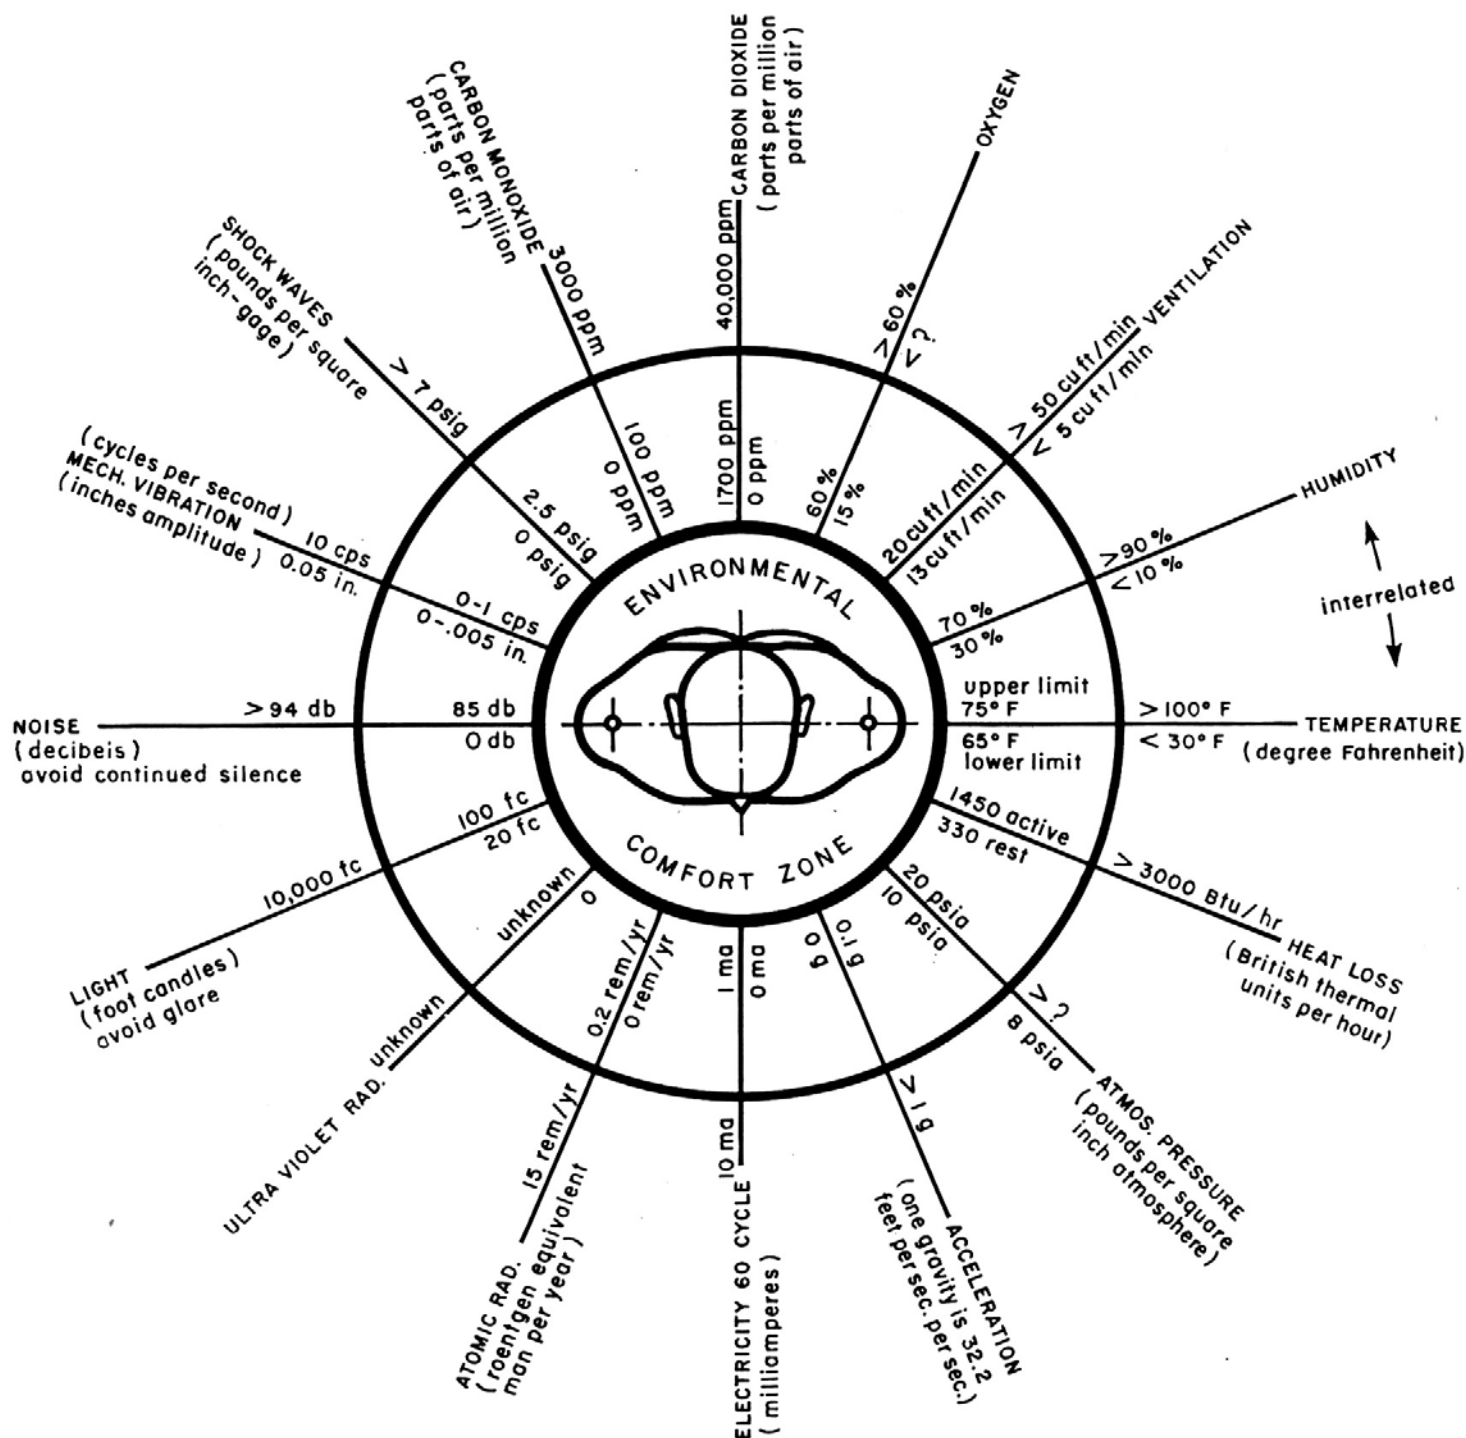 CARBON DIOXIDE
(parts per million
parts of air)
40,000 ppm
1700 ppm
0 ppm
OXYGEN
> 60%
< ?
60%
15%
VENTILATION
> 50 cu ft/min
< 5 cu ft/min
20 cu ft/min
13 cu ft/min
HUMIDITY
>90%
<10%
70%
30%
interrelated
TEMPERATURE
(degree Fahrenheit)
>100° F
< 30° F
upper limit
75° F
65° F
lower limit
HEAT LOSS
(British thermal
units per hour)
> 3000 Btu/hr
1450 active
330 rest
ATMOS. PRESSURE
(pounds per square
inch atmosphere)
> ?
8 psia
20 psia
10 psia
ACCELERATION
(one gravity is 32.2
feet per sec. per sec.)
> 1 g
0.1 g
0 g
ELECTRICITY 60 CYCLE
(milliamperes)
10 ma
1 ma
0 ma
ATOMIC RAD.
(roentgen equivalent
man per year)
15 rem/yr
0.2 rem/yr
0 rem/yr
ULTRA VIOLET RAD.
unknown
unknown
0
LIGHT
(foot candles)
avoid glare
10,000 fc
100 fc
20 fc
NOISE
(decibeis)
avoid continued silence
>94 db
85 db
0 db
(cycles per second)
MECH. VIBRATION
(inches amplitude)
10 cps
0.05 in.
0-1 cps
0-.005 in.
SHOCK WAVES
(pounds per square
inch-gage)
> 7 psig
2.5 psig
0 psig
CARBON MONOXIDE
(parts per million
parts of air)
3000 ppm
100 ppm
0 ppm
ENVIRONMENTAL
COMFORT ZONE